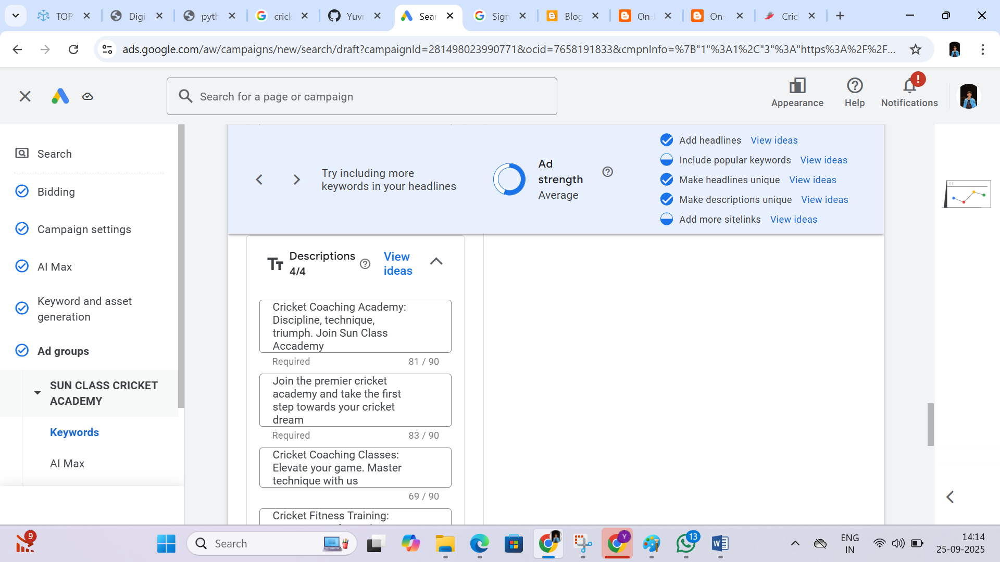 TOP
Digi
pyth
crick
Yuvr
Sear
Sign
Blog
On-
On-
Cric
ads.google.com/aw/campaigns/new/search/draft?campaignId=281498023990771&ocid=7658191833&cmpnInfo=%7B"1"%3A1%2C"3"%3A"https%3A%2F%2F...
Search for a page or campaign
Appearance
Help
!
Notifications
Search
Bidding
Campaign settings
AI Max
Keyword and asset
generation
Ad groups
SUN CLASS CRICKET
ACADEMY
Keywords
AI Max
Try including more
keywords in your headlines
Ad
strength
Average
Add headlines View ideas
Include popular keywords View ideas
Make headlines unique View ideas
Make descriptions unique View ideas
Add more sitelinks View ideas
Descriptions
4/4
View
ideas
Cricket Coaching Academy:
Discipline, technique,
triumph. Join Sun Class
Accademy
Required 81 / 90
Join the premier cricket
academy and take the first
step towards your cricket
dream
Required 83 / 90
Cricket Coaching Classes:
Elevate your game. Master
technique with us
69 / 90
Cricket Fitness Training:
9
Search
Y
13
ENG
IN
14:14
25-09-2025